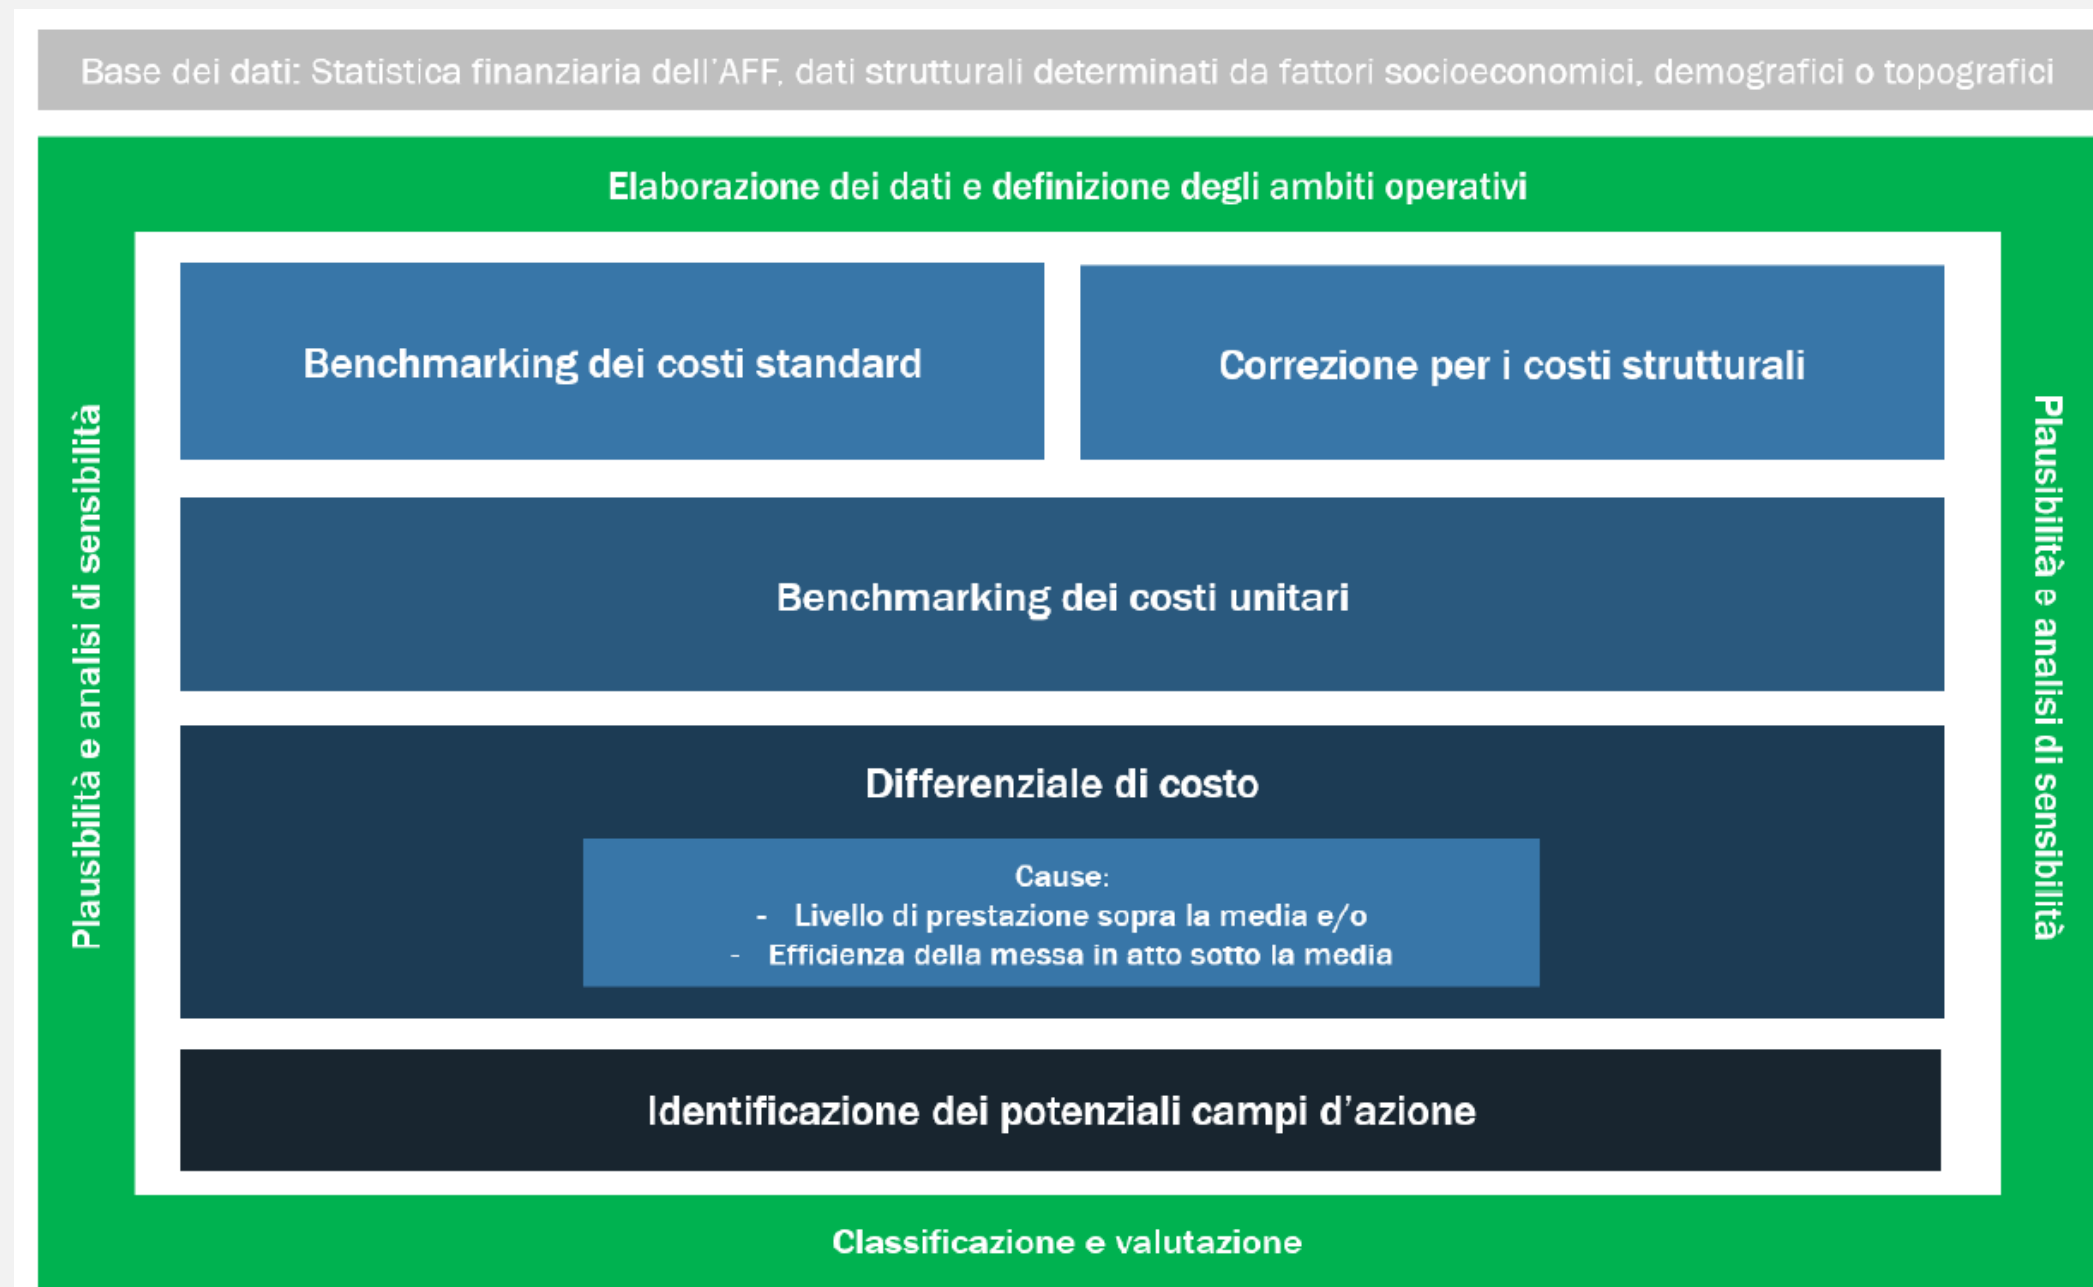 Base dei dati: Statistica finanziaria dell'AFF, dati strutturali determinati da fattori socioeconomici, demografici o topografici
Elaborazione dei dati e definizione degli ambiti operativi
Plausibilità e analisi di sensibilità
Benchmarking dei costi standard
Correzione per i costi strutturali
Plausibilità e analisi di sensibilità
Benchmarking dei costi unitari
Differenziale di costo
Cause:
- Livello di prestazione sopra la media e/o
- Efficienza della messa in atto sotto la media
Identificazione dei potenziali campi d'azione
Classificazione e valutazione